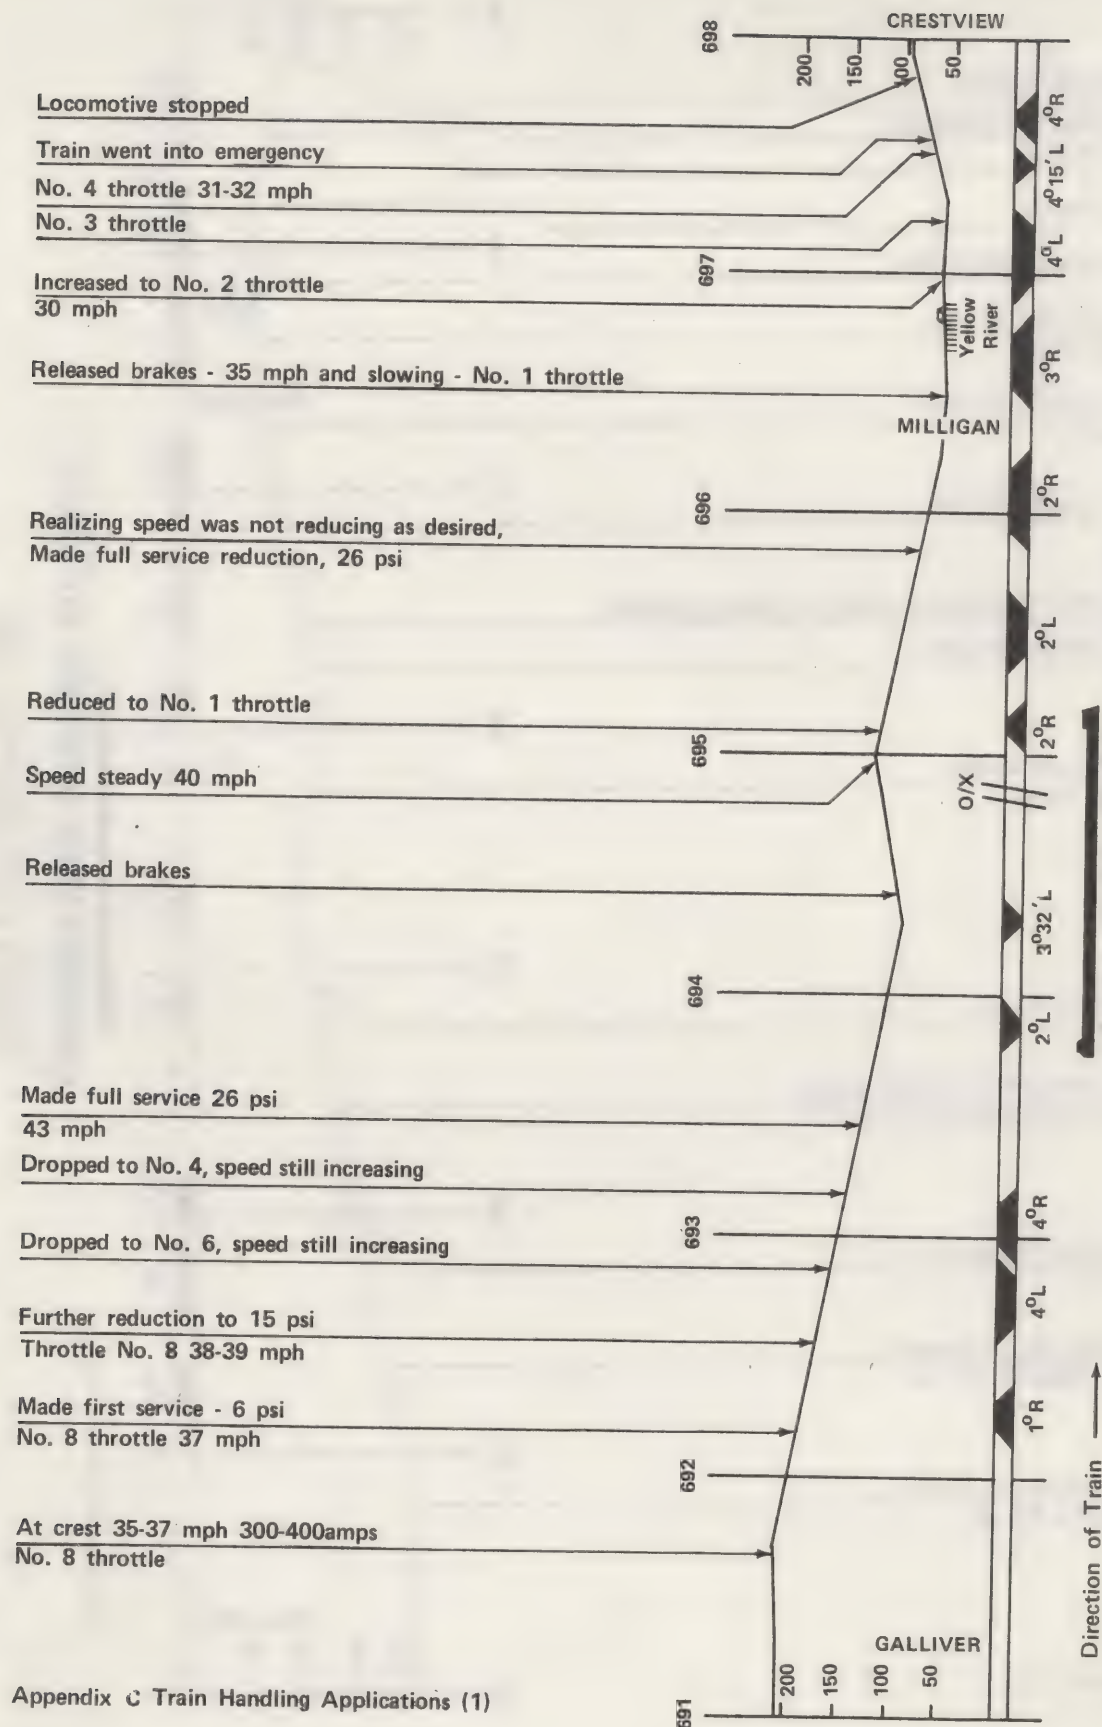 CRESTVIEW
698
200
150
100
50
Locomotive stopped
4°R
Train went into emergency
4°15' L
No. 4 throttle 31-32 mph
No. 3 throttle
4°L
697
Increased to No. 2 throttle
30 mph
Yellow
River
3°R
Released brakes - 35 mph and slowing - No. 1 throttle
MILLIGAN
2°R
696
Realizing speed was not reducing as desired,
Made full service reduction, 26 psi
2°L
Reduced to No. 1 throttle
2°R
695
Speed steady 40 mph
O/X
Released brakes
3°32'L
694
2°L
Made full service 26 psi
43 mph
Dropped to No. 4, speed still increasing
4°R
693
Dropped to No. 6, speed still increasing
4°L
Further reduction to 15 psi
Throttle No. 8 38-39 mph
Made first service - 6 psi
1°R
No. 8 throttle 37 mph
692
At crest 35-37 mph 300-400amps
No. 8 throttle
Direction of Train
GALLIVER
200
150
100
50
691
Appendix C Train Handling Applications (1)